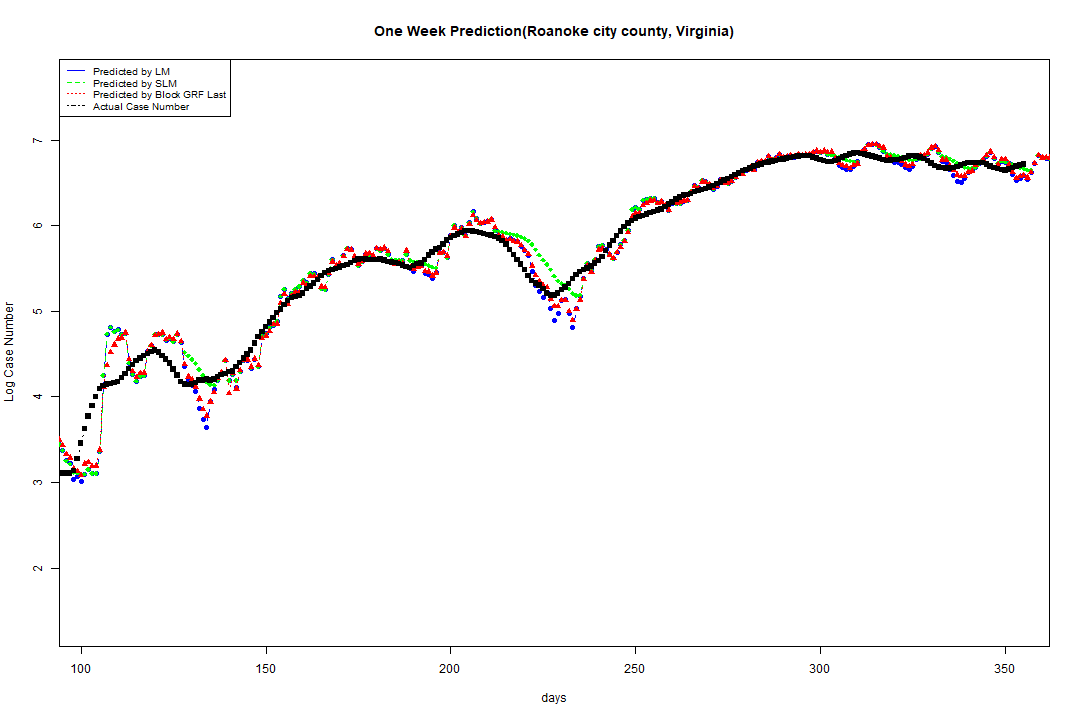 One Week Prediction(Roanoke city county, Virginia)
Predicted by LM
Predicted by SLM
Predicted by Block GRF Last
Actual Case Number
7
6
5
4
3
2
Log Case Number
100 150 200 250 300 350
days